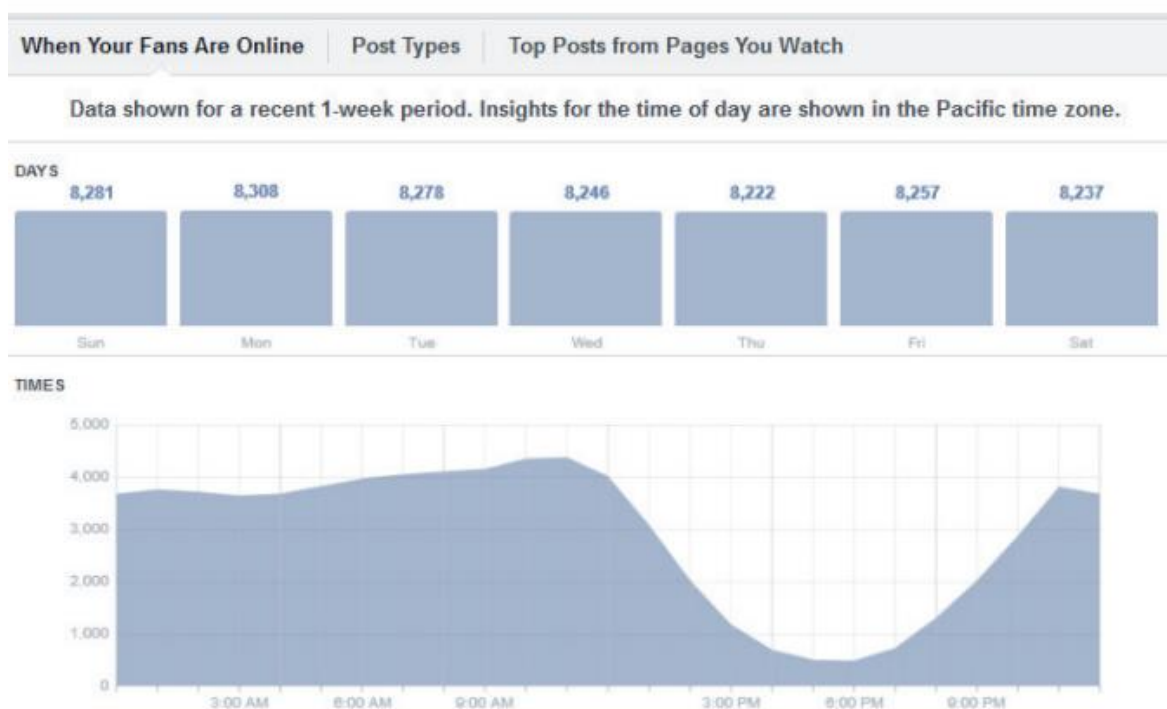 When Your Fans Are Online Post Types Top Posts from Pages You Watch
Data shown for a recent 1-week period. Insights for the time of day are shown in the Pacific time zone.
DAYS
8,281 8,308 8,278 8,246 8,222 8,257 8,237
Sun Mon Tue Wed Thu Fri Sat
TIMES
5,000
4,000
3,000
2,000
1,000
0
3:00 AM 6:00 AM 9:00 AM 3:00 PM 6:00 PM 9:00 PM